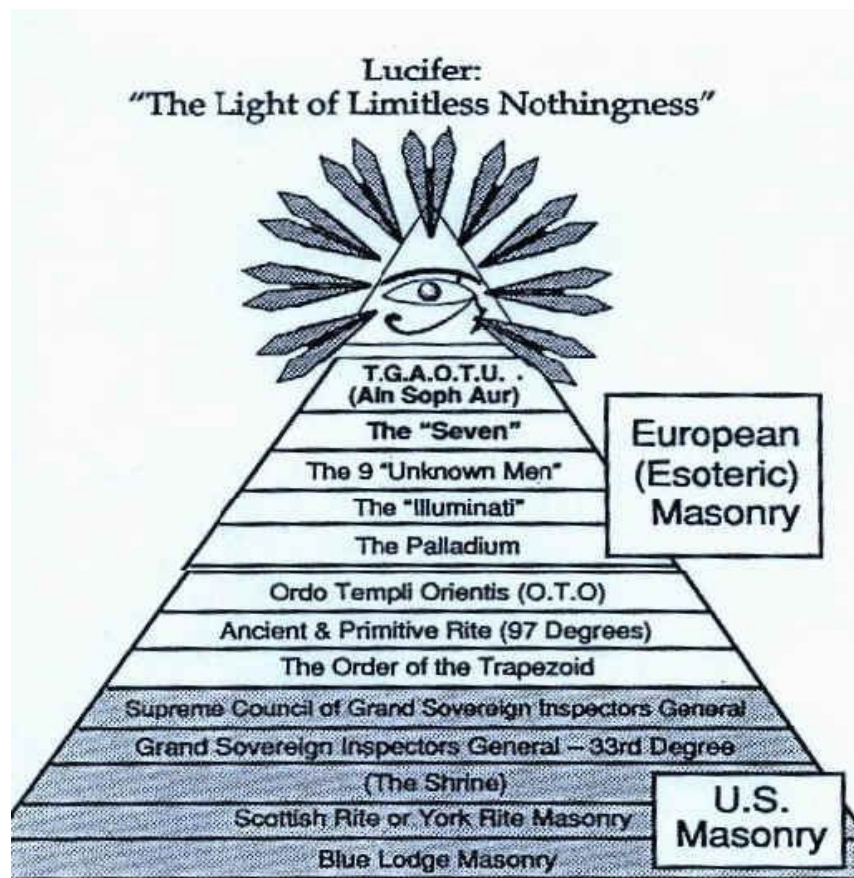 Lucifer:
"The Light of Limitless Nothingness"
T.G.A.O.T.U.
(Ain Soph Aur)
The "Seven"
The 9 "Unknown Men"
The "Illuminati"
The Palladium
European
(Esoteric)
Masonry
Ordo Templi Orientis (O.T.O)
Ancient & Primitive Rite (97 Degrees)
The Order of the Trapezoid
Supreme Council of Grand Sovereign Inspectors General
Grand Sovereign Inspectors General – 33rd Degree
(The Shrine)
Scottish Rite or York Rite Masonry
Blue Lodge Masonry
U.S.
Masonry